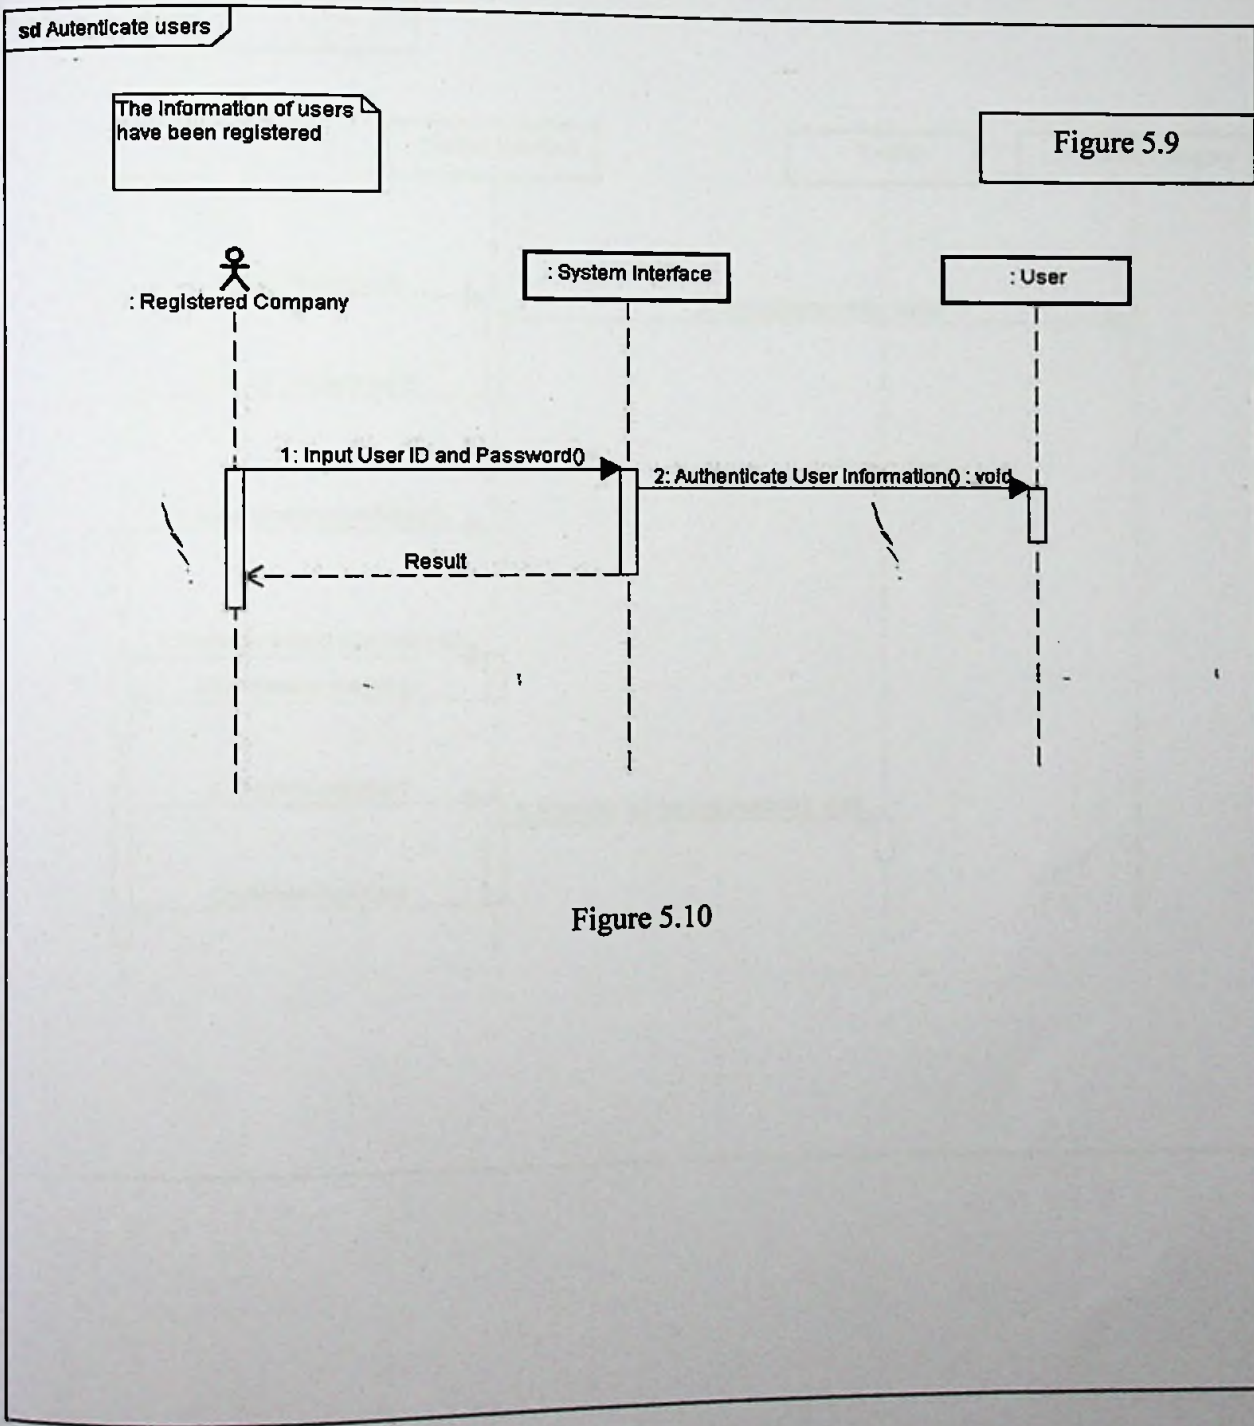 sd Autenticate users
The Information of users
have been registered
Figure 5.9
: Registered Company
: System Interface
: User
1: Input User ID and Password()
2: Authenticate User Information() : void
Result
Figure 5.10